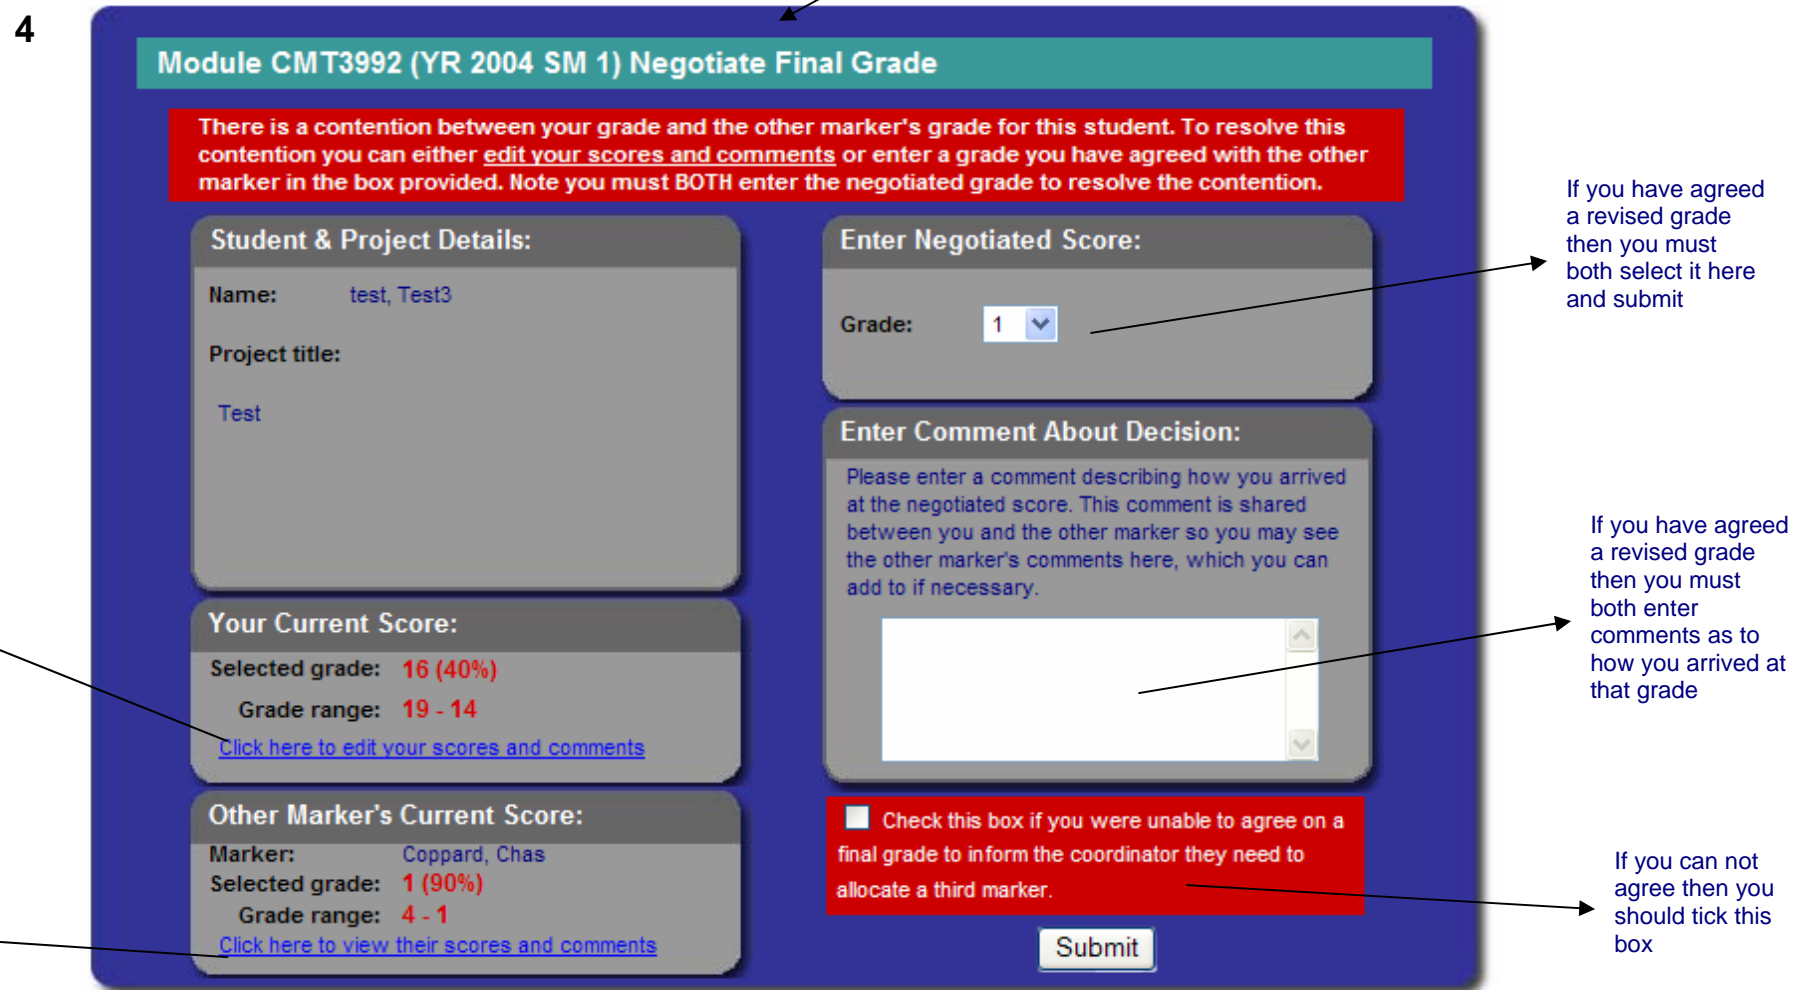 4
Module CMT3992 (YR 2004 SM 1) Negotiate Final Grade
There is a contention between your grade and the other marker's grade for this student. To resolve this
contention you can either edit your scores and comments or enter a grade you have agreed with the other
marker in the box provided. Note you must BOTH enter the negotiated grade to resolve the contention.
Student & Project Details:
Name: test, Test3
Project title:
Test
Your Current Score:
Selected grade: 16 (40%)
Grade range: 19 - 14
Click here to edit your scores and comments
Other Marker's Current Score:
Marker: Coppard, Chas
Selected grade: 1 (90%)
Grade range: 4 - 1
Click here to view their scores and comments
Enter Negotiated Score:
Grade: 1
Enter Comment About Decision:
Please enter a comment describing how you arrived
at the negotiated score. This comment is shared
between you and the other marker so you may see
the other marker's comments here, which you can
add to if necessary.
Check this box if you were unable to agree on a
final grade to inform the coordinator they need to
allocate a third marker.
Submit
If you have agreed
a revised grade
then you must
both select it here
and submit
If you have agreed
a revised grade
then you must
both enter
comments as to
how you arrived at
that grade
If you can not
agree then you
should tick this
box